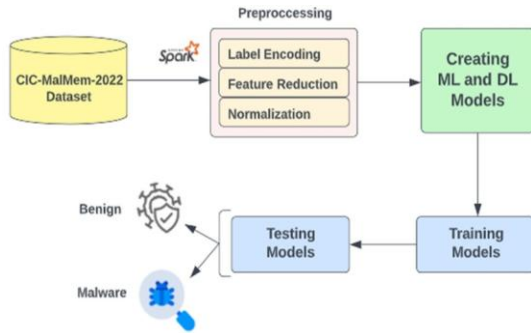 Preproccessing
APACHE
Spark
CIC-MalMem-2022
Dataset
Label Encoding
Feature Reduction
Normalization
Creating
ML and DL
Models
Benign
Malware
Testing
Models
Training
Models